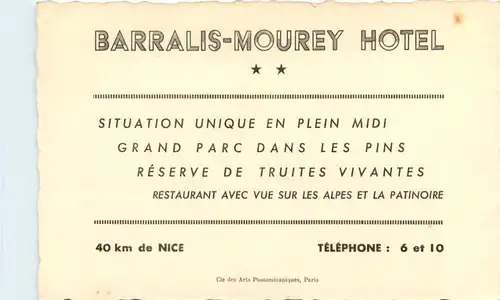 BARRALIS-MOUREY HOTEL
★ ★
SITUATION UNIQUE EN PLEIN MIDI
GRAND PARC DANS LES PINS
RÉSERVE DE TRUITES VIVANTES
RESTAURANT AVEC VUE SUR LES ALPES ET LA PATINOIRE
40 km de NICE TÉLÉPHONE : 6 et 10
Cie des Arts Photomécaniques, Paris